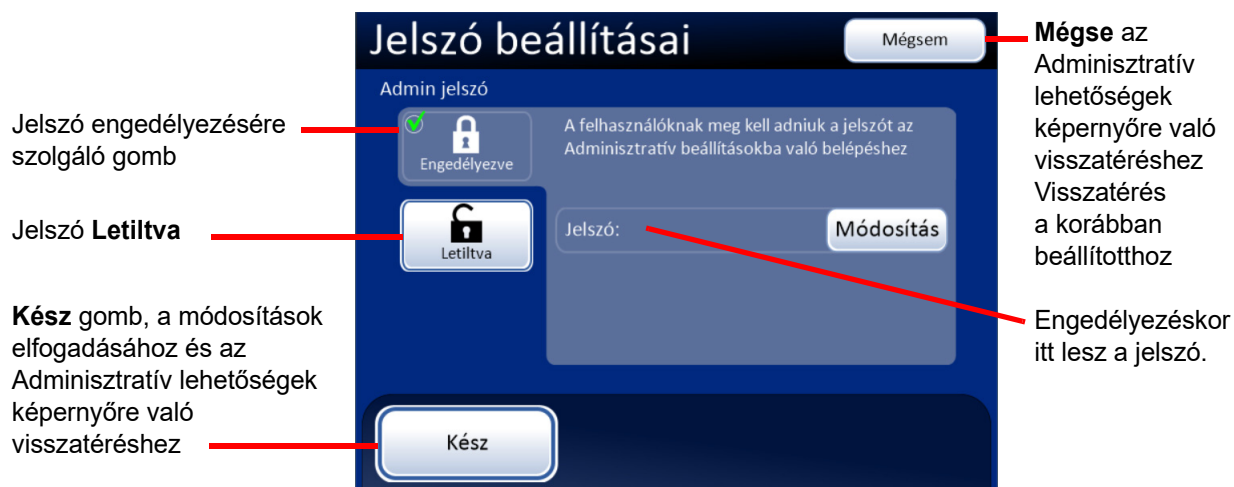 Jelszó beállításai
Mégsem
Admin jelszó
Engedélyezve
A felhasználóknak meg kell adniuk a jelszót az
Adminisztratív beállításokba való belépéshez
Letiltva
Jelszó:
Módosítás
Kész
Jelszó engedélyezésére
szolgáló gomb
Jelszó Letiltva
Kész gomb, a módosítások
elfogadásához és az
Adminisztratív lehetőségek
képernyőre való
visszatéréshez
Mégse az
Adminisztratív
lehetőségek
képernyőre való
visszatéréshez
Visszatérés
a korábban
beállítotthoz
Engedélyezéskor
itt lesz a jelszó.